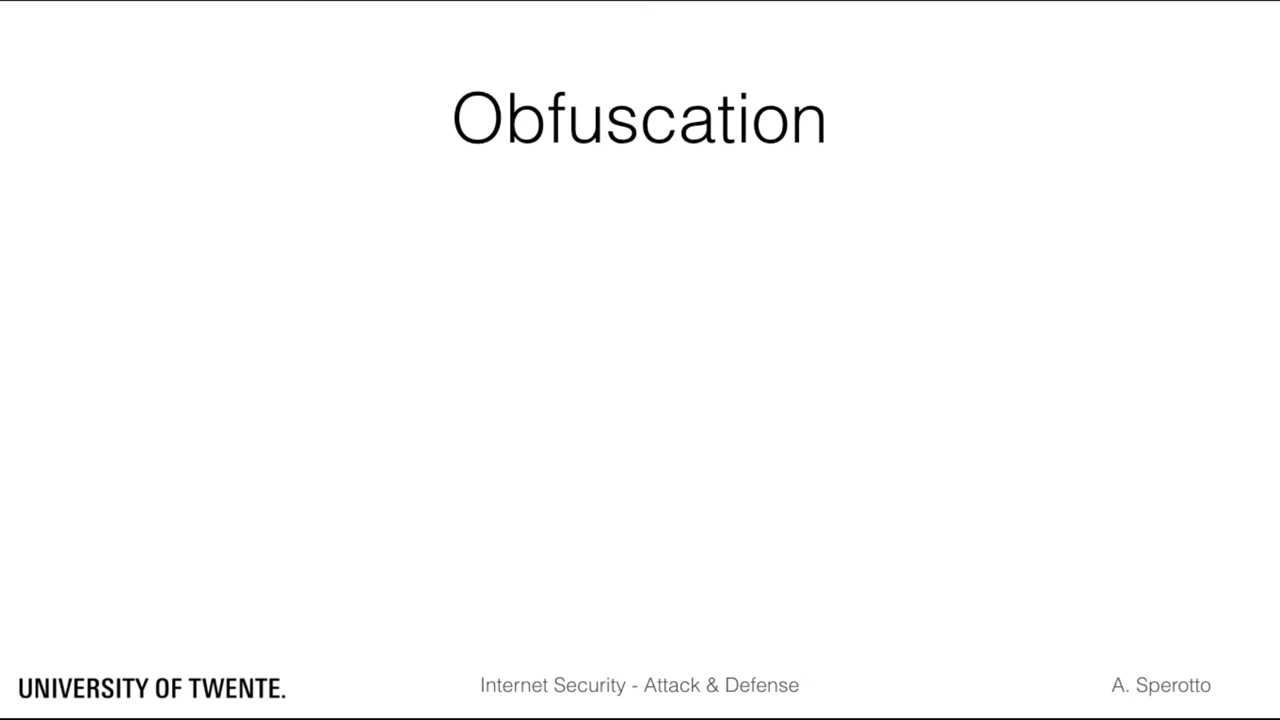 Obfuscation
UNIVERSITY OF TWENTE.
Internet Security - Attack & Defense
A. Sperotto